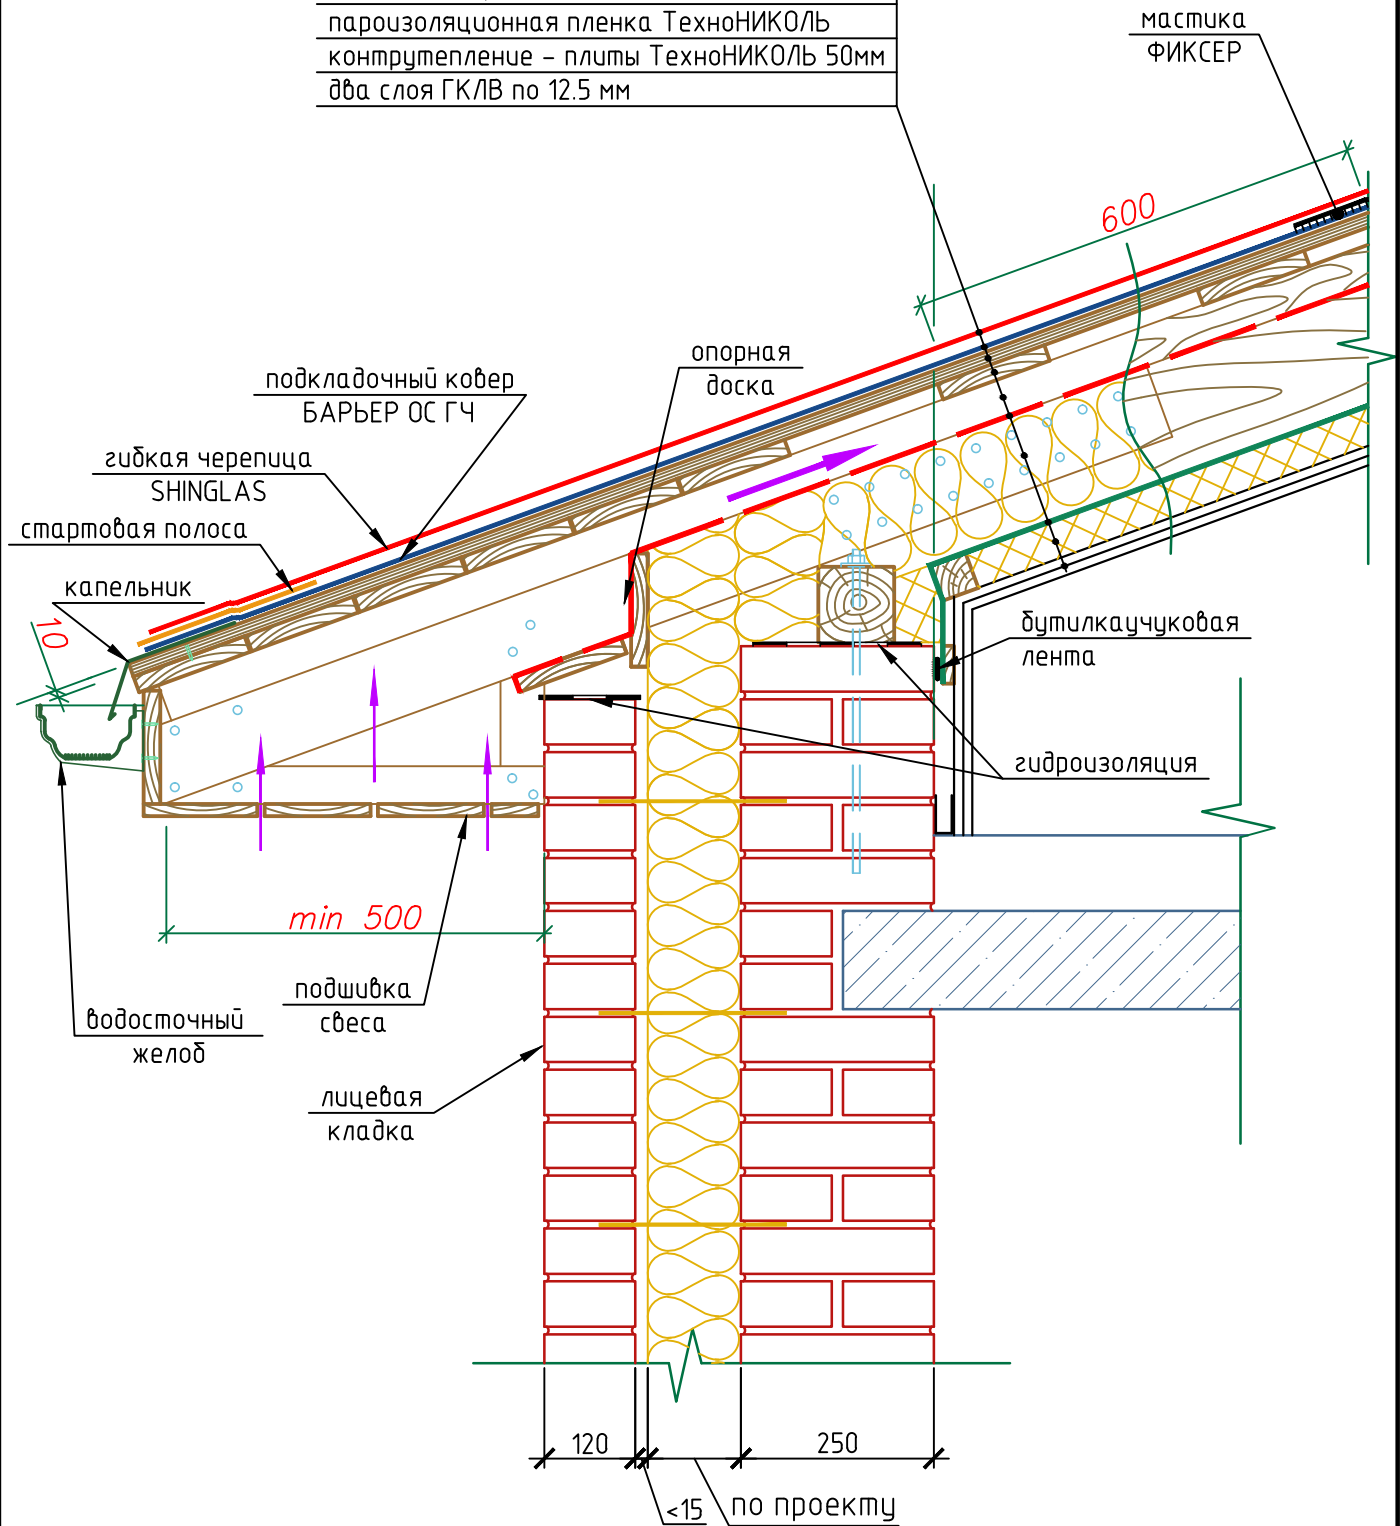 пароизоляционная пленка ТехноНИКОЛЬ
контрутепление - плиты ТехноНИКОЛЬ 50мм
два слоя ГКЛВ по 12.5 мм
мастика
ФИКСЕР
600
опорная
доска
подкладочный ковер
БАРЬЕР ОС ГЧ
гибкая черепица
SHINGLAS
стартовая полоса
капельник
10
бутилкаучуковая
лента
гидроизоляция
min 500
подшивка
свеса
водосточный
желоб
лицевая
кладка
120
250
<15
по проекту